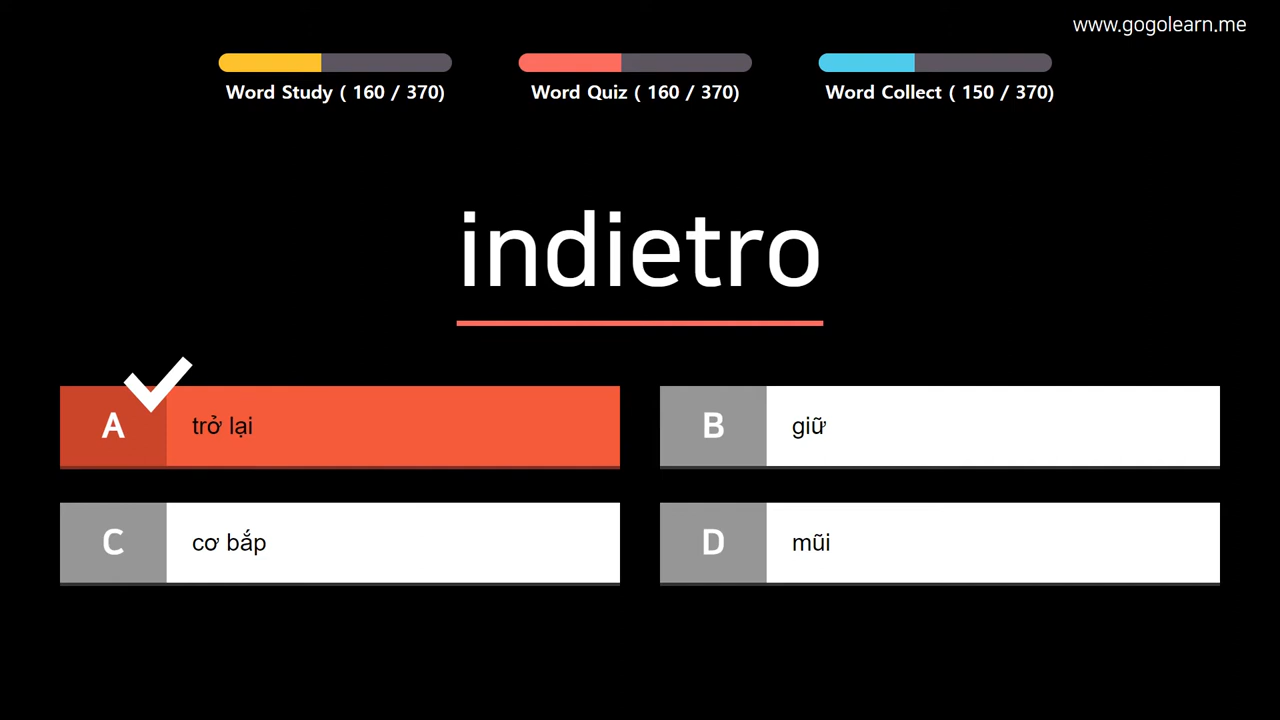 www.gogolearn.me
Word Study ( 160 / 370)
Word Quiz ( 160 / 370)
Word Collect ( 150 / 370)
indietro
A
trở lại
B
giữ
C
cơ bắp
D
mũi